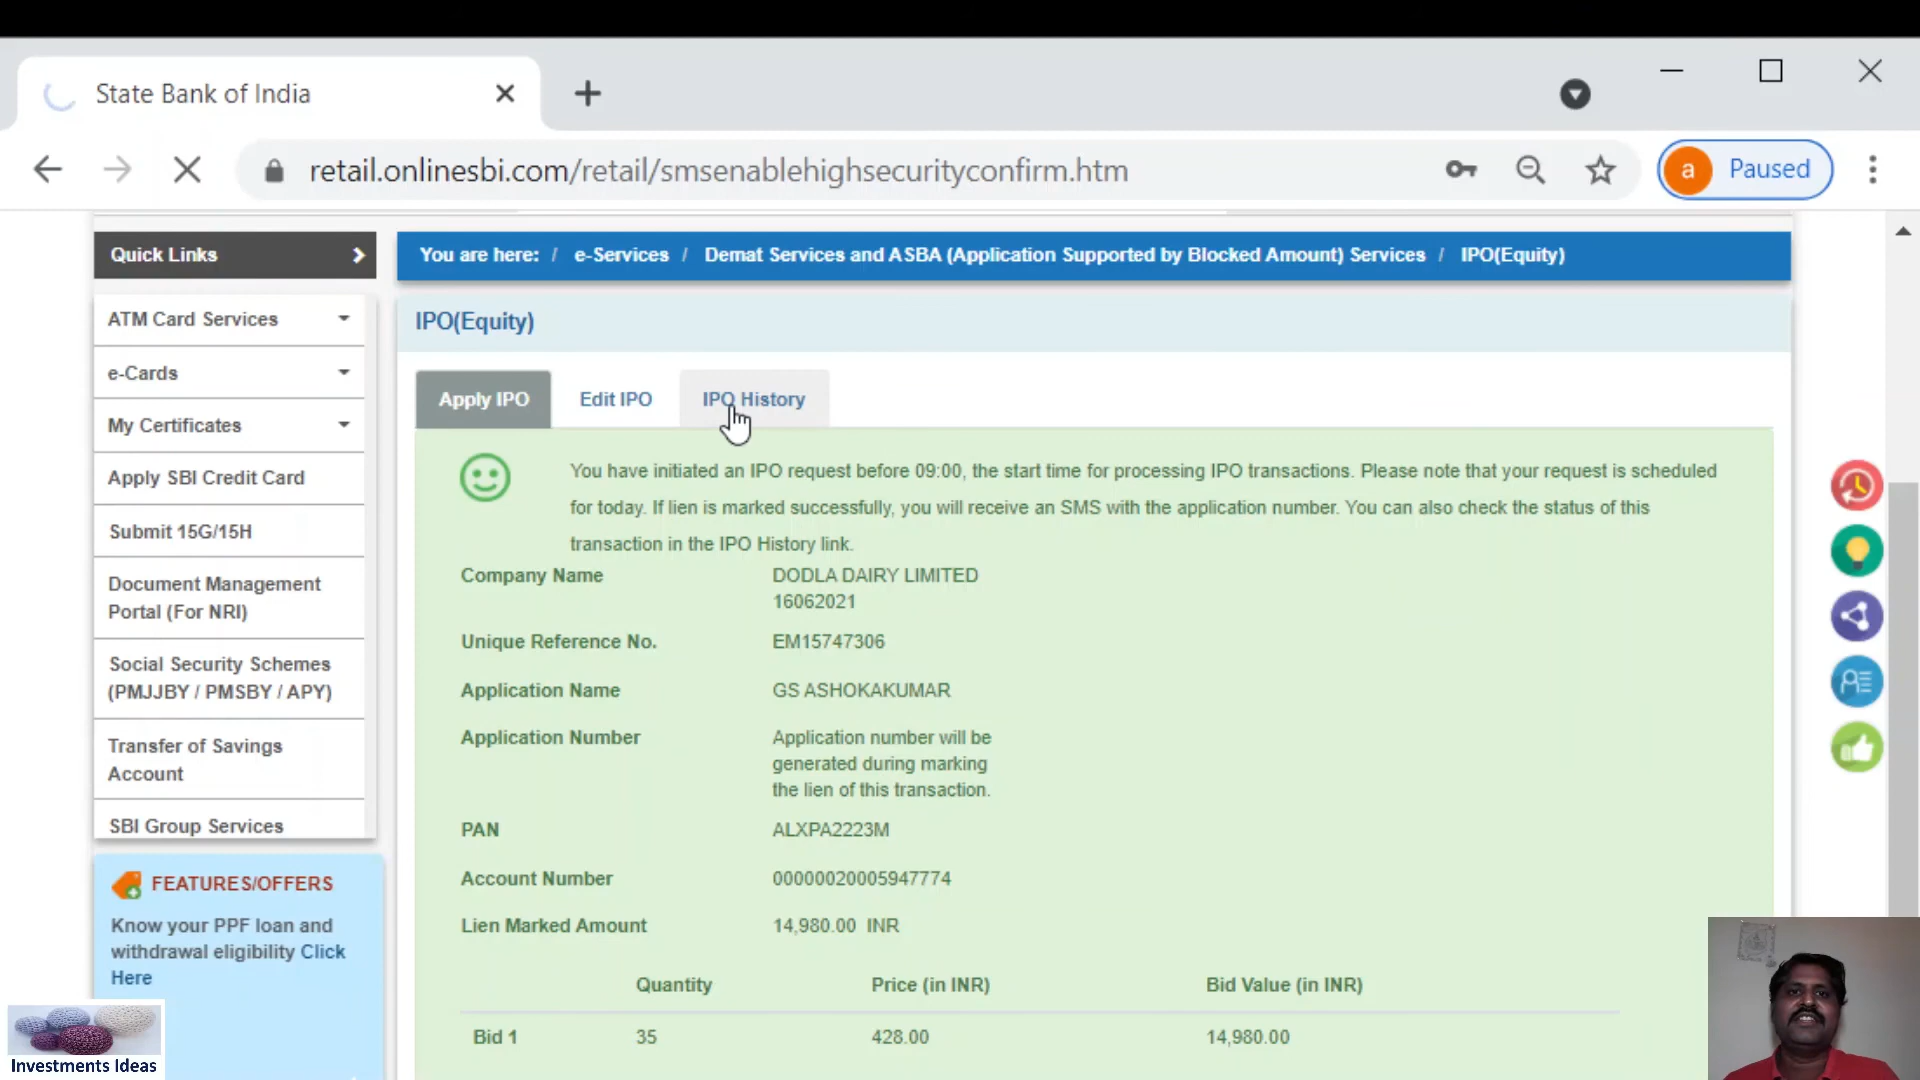 State Bank of India
retail.onlinesbi.com/retail/smsenablehighsecurityconfirm.htm
a
Paused
Quick Links
You are here: / e-Services / Demat Services and ASBA (Application Supported by Blocked Amount) Services / IPO(Equity)
ATM Card Services
e-Cards
My Certificates
Apply SBI Credit Card
Submit 15G/15H
Document Management
Portal (For NRI)
Social Security Schemes
(PMJJBY / PMSBY / APY)
Transfer of Savings
Account
SBI Group Services
FEATURES/OFFERS
Know your PPF loan and
withdrawal eligibility Click
Here
Investments Ideas
IPO(Equity)
Apply IPO
Edit IPO
IPO History
You have initiated an IPO request before 09:00, the start time for processing IPO transactions. Please note that your request is scheduled
for today. If lien is marked successfully, you will receive an SMS with the application number. You can also check the status of this
transaction in the IPO History link.
Company Name DODLA DAIRY LIMITED
16062021
Unique Reference No. EM15747306
Application Name GS ASHOKAKUMAR
Application Number Application number will be
generated during marking
the lien of this transaction.
PAN ALXPA2223M
Account Number 00000020005947774
Lien Marked Amount 14,980.00 INR
Quantity Price (in INR) Bid Value (in INR)
Bid 1 35 428.00 14,980.00